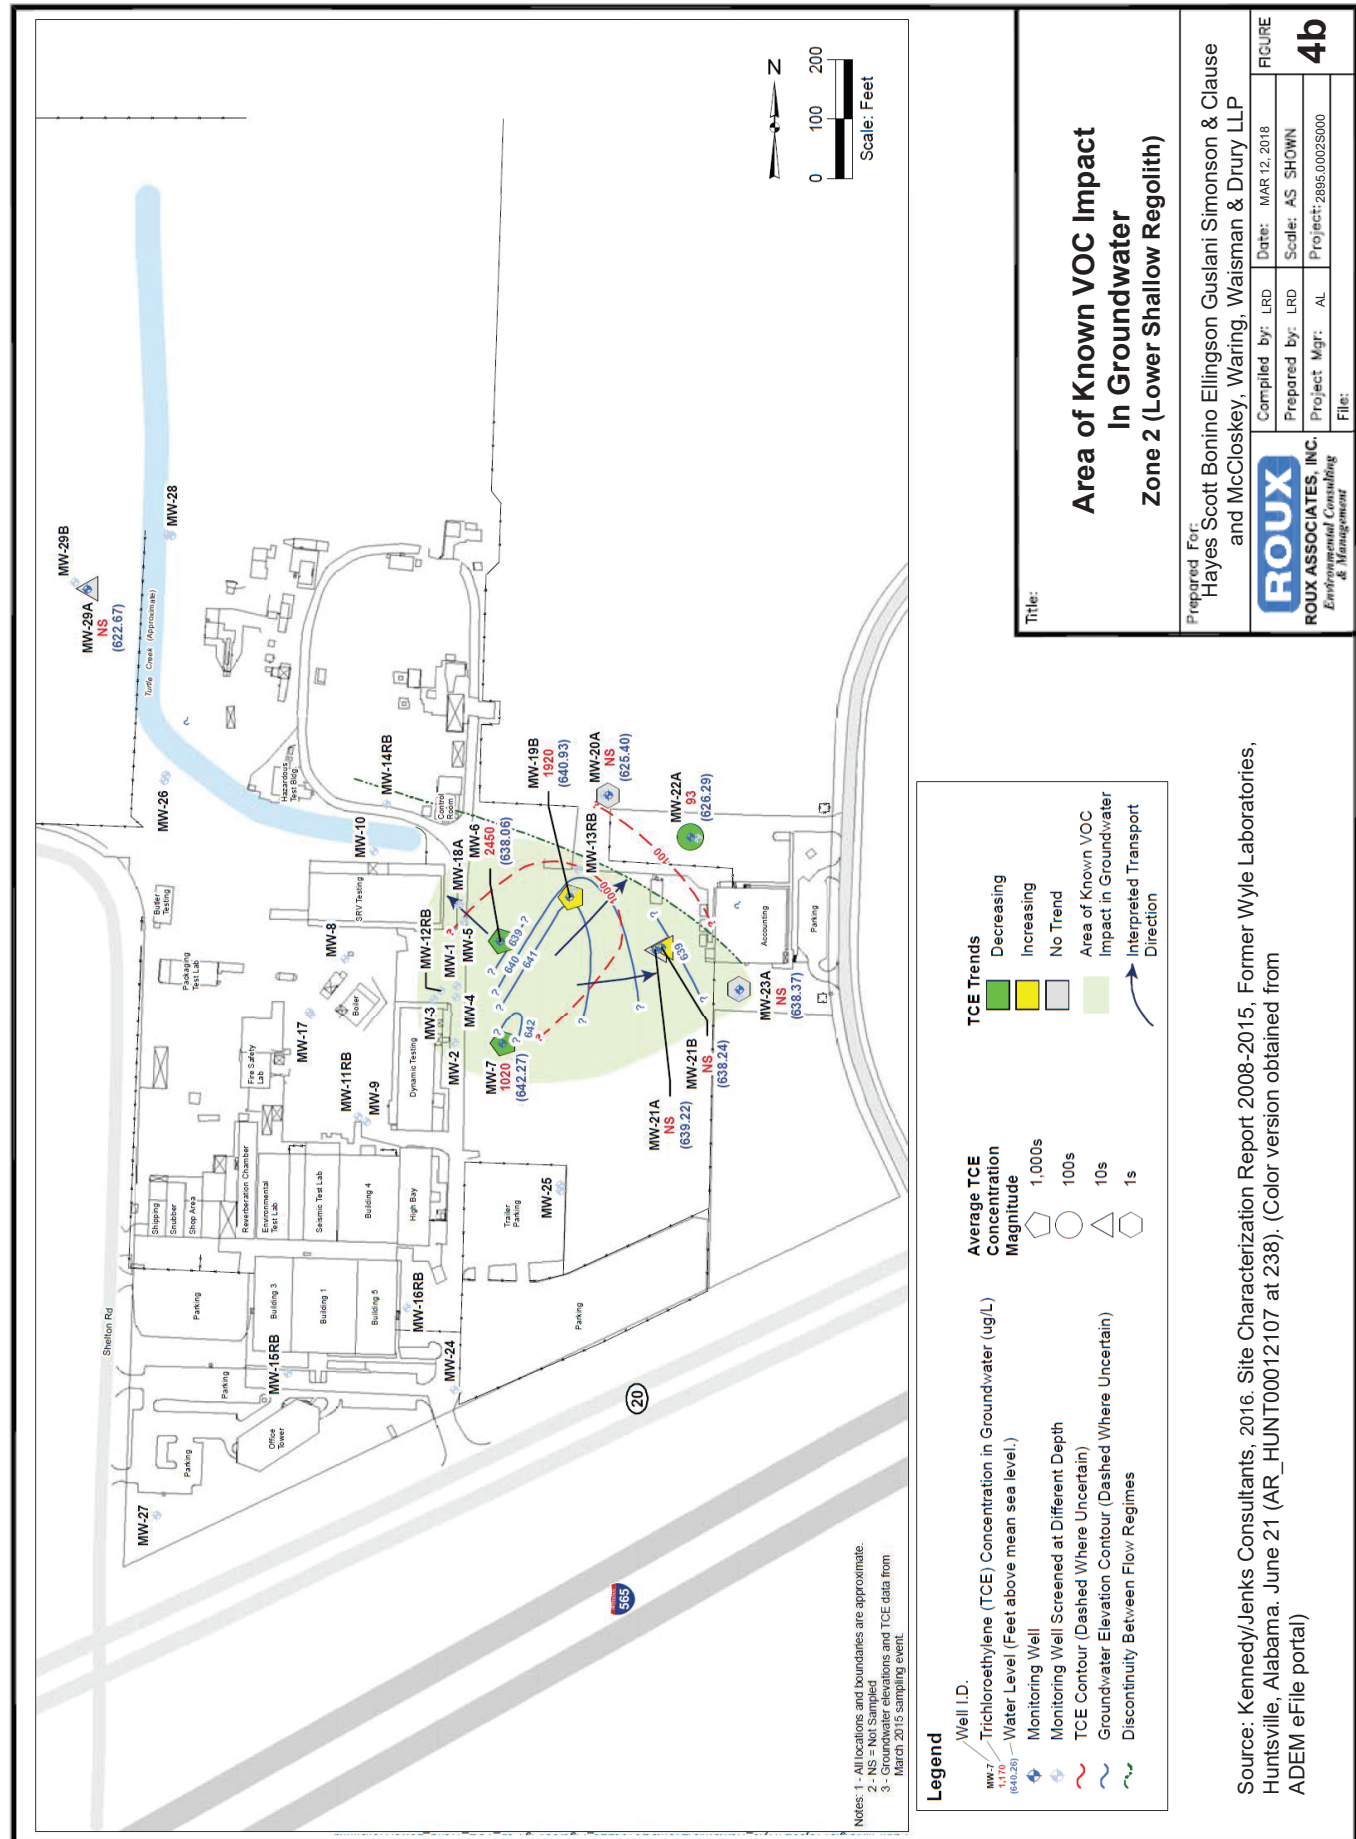 Shelton Rd
MW-27
Parking
Office
Tower
Parking
MW-15RB
Parking
Building 3
Building 1
Building 5
MW-16RB
MW-24
Shipping
Snubber
Shop Area
Reverberation Chamber
Environmental
Test Lab
Seismic Test Lab
Building 4
High Bay
Fire Safety
Lab
MW-11RB
MW-9
MW-17
Packaging
Test Lab
Boiler
Dynamic Testing
MW-8
Butler
Testing
SRV Testing
MW-26
MW-10
Hazardous
Test Bldg.
MW-14RB
Control
Room
Turtle Creek (Approximate)
MW-28
MW-29B
MW-29A
NS
(622.67)
MW-12RB
MW-1
MW-5
MW-3
MW-4
MW-2
MW-18A
MW-6
2450
(638.06)
MW-19B
1920
(640.93)
MW-20A
NS
(625.40)
MW-13RB
MW-22A
93
(626.29)
MW-7
1020
(642.27)
MW-21A
NS
(639.22)
MW-21B
NS
(638.24)
MW-23A
NS
(638.37)
639
640
641
642
639
1000
100
?
Accounting
Parking
Trailer
Parking
MW-25
Parking
20
565
N
0 100 200
Scale: Feet
Notes: 1 - All locations and boundaries are approximate.
2 - NS = Not Sampled
3 - Groundwater elevations and TCE data from
March 2015 sampling event.
Legend
MW-7
1,170
(640.26)
Well I.D.
Trichloroethylene (TCE) Concentration in Groundwater (ug/L)
Water Level (Feet above mean sea level.)
Monitoring Well
Monitoring Well Screened at Different Depth
TCE Contour (Dashed Where Uncertain)
Groundwater Elevation Contour (Dashed Where Uncertain)
Discontinuity Between Flow Regimes
Average TCE
Concentration
Magnitude
1,000s
100s
10s
1s
TCE Trends
Decreasing
Increasing
No Trend
Area of Known VOC
Impact in Groundwater
Interpreted Transport
Direction
Source: Kennedy/Jenks Consultants, 2016. Site Characterization Report 2008-2015, Former Wyle Laboratories,
Huntsville, Alabama. June 21 (AR_HUNT00012107 at 238). (Color version obtained from
ADEM eFile portal)
Title:
Area of Known VOC Impact
In Groundwater
Zone 2 (Lower Shallow Regolith)
Prepared For:
Hayes Scott Bonino Ellingson Guslani Simonson & Clause
and McCloskey, Waring, Waisman & Drury LLP
ROUX
ROUX ASSOCIATES, INC.
Environmental Consulting
& Management
Compiled by: LRD
Date: MAR 12, 2018
Prepared by: LRD
Scale: AS SHOWN
Project Mgr: AL
Project: 2895.0002S000
File:
FIGURE
4b